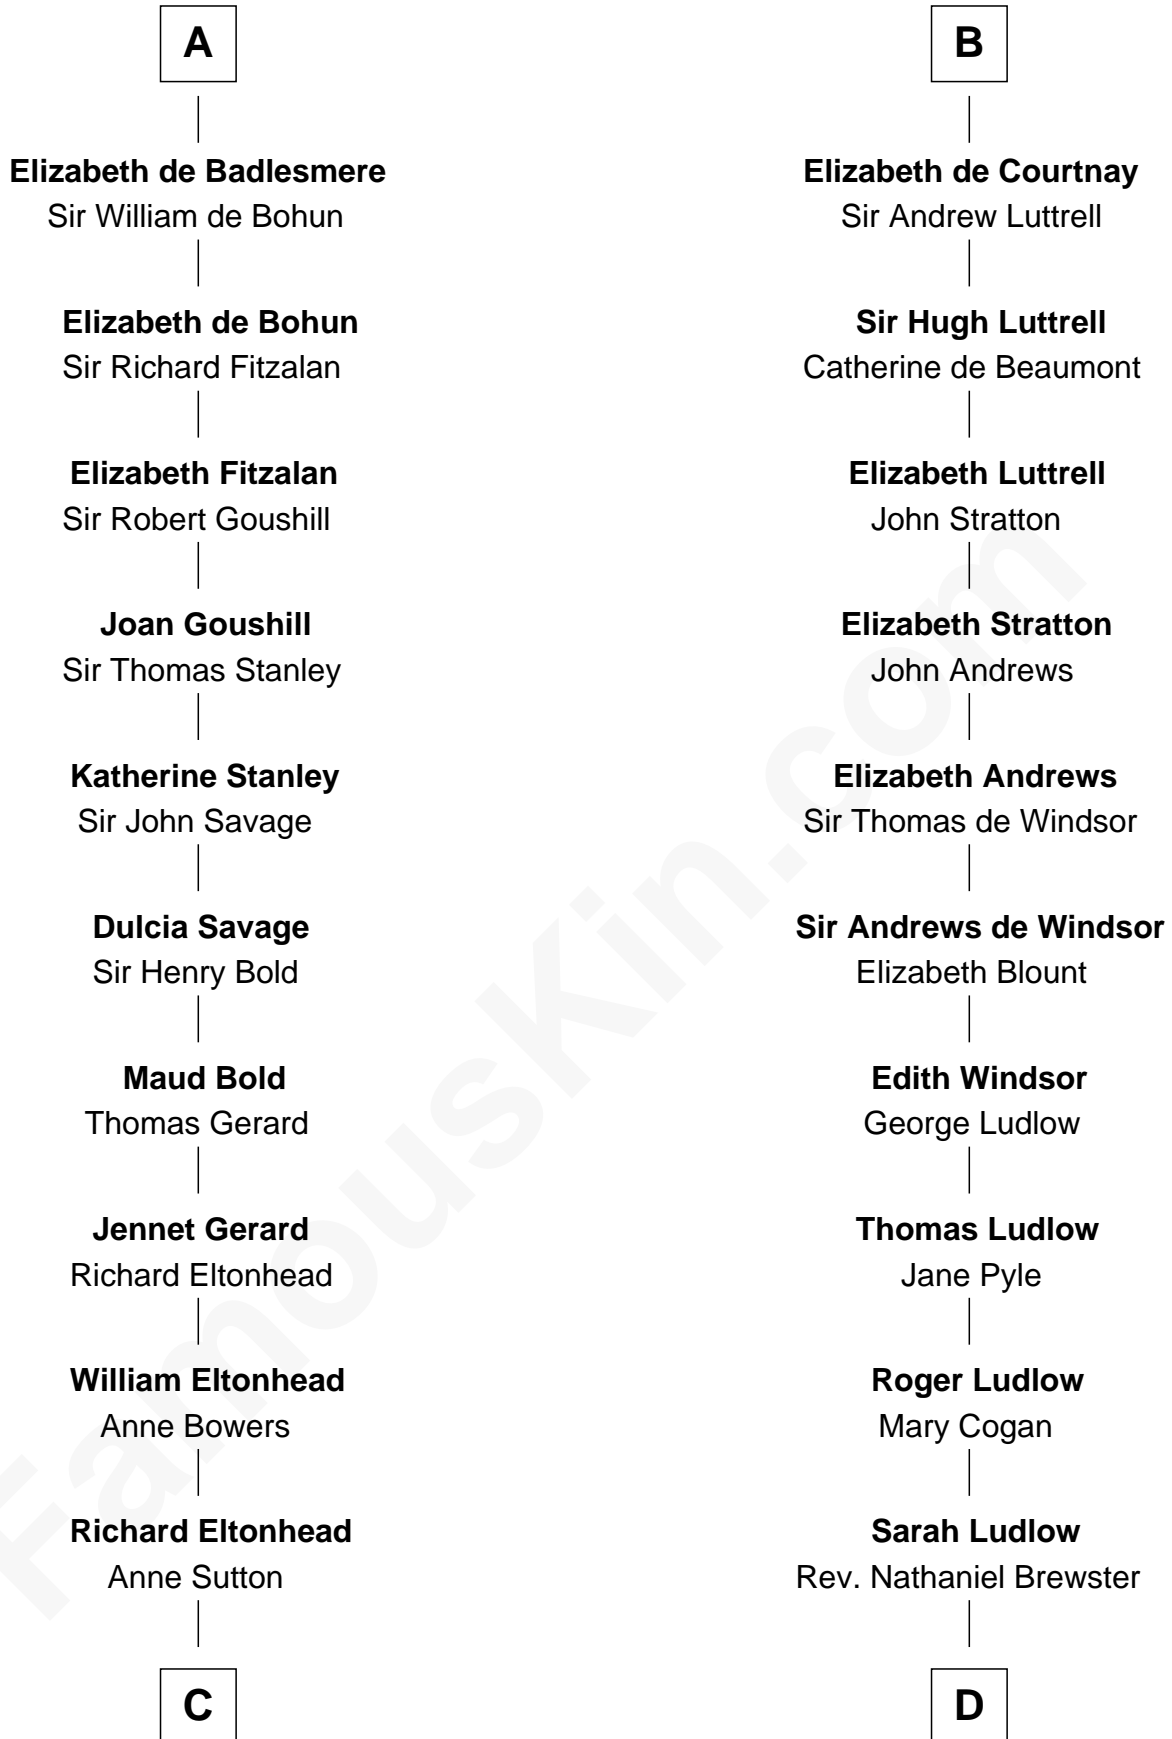 A
Elizabeth de Badlesmere
Sir William de Bohun
Elizabeth de Bohun
Sir Richard Fitzalan
Elizabeth Fitzalan
Sir Robert Goushill
Joan Goushill
Sir Thomas Stanley
Katherine Stanley
Sir John Savage
Dulcia Savage
Sir Henry Bold
Maud Bold
Thomas Gerard
Jennet Gerard
Richard Eltonhead
William Eltonhead
Anne Bowers
Richard Eltonhead
Anne Sutton
C
B
Elizabeth de Courtnay
Sir Andrew Luttrell
Sir Hugh Luttrell
Catherine de Beaumont
Elizabeth Luttrell
John Stratton
Elizabeth Stratton
John Andrews
Elizabeth Andrews
Sir Thomas de Windsor
Sir Andrews de Windsor
Elizabeth Blount
Edith Windsor
George Ludlow
Thomas Ludlow
Jane Pyle
Roger Ludlow
Mary Cogan
Sarah Ludlow
Rev. Nathaniel Brewster
D
FamousKin.com